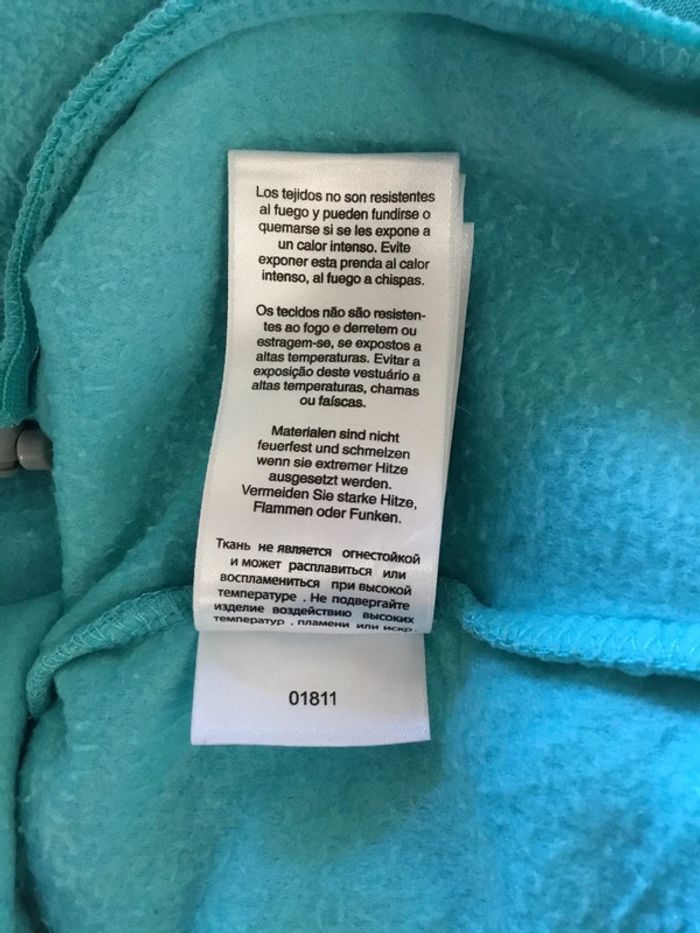 Los tejidos no son resistentes
al fuego y pueden fundirse o
quemarse si se les expone a
un calor intenso. Evite
exponer esta prenda al calor
intenso, al fuego a chispas.
Os tecidos não são resisten-
tes ao fogo e derretem ou
estragem-se, se expostos a
altas temperaturas. Evitar a
exposição deste vestuário a
altas temperaturas, chamas
ou faíscas.
Materialen sind nicht
feuerfest und schmelzen
wenn sie extremer Hitze
ausgesetzt werden.
Vermeiden Sie starke Hitze,
Flammen oder Funken.
Ткань не является огнестойкой
и может расплавиться или
воспламениться при высокой
температуре . Не подвергайте
изделие воздействию высоких
температур , пламени или искр.
01811